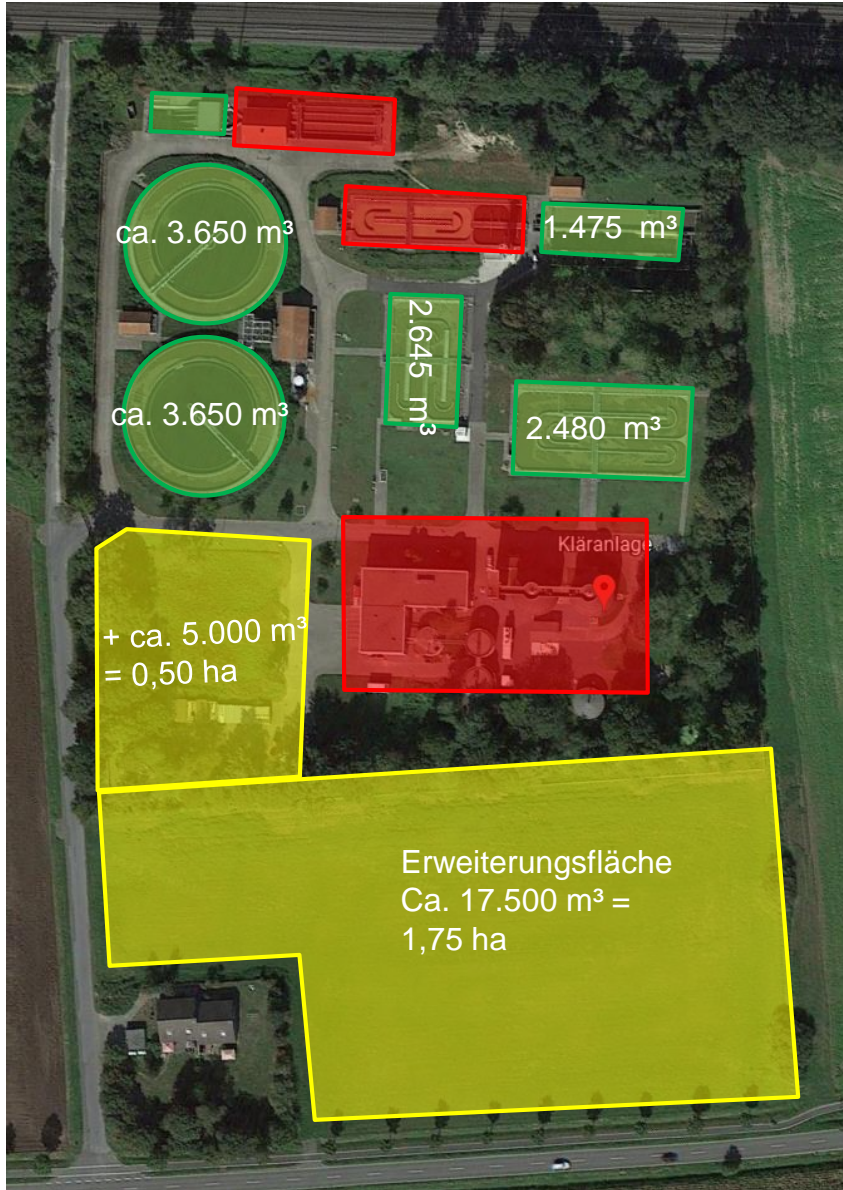 ca. 3.650 m³
1.475 m³
2.645 m³
ca. 3.650 m³
2.480 m³
Kläranlage
+ ca. 5.000 m³
= 0,50 ha
Erweiterungsfläche
Ca. 17.500 m³ =
1,75 ha